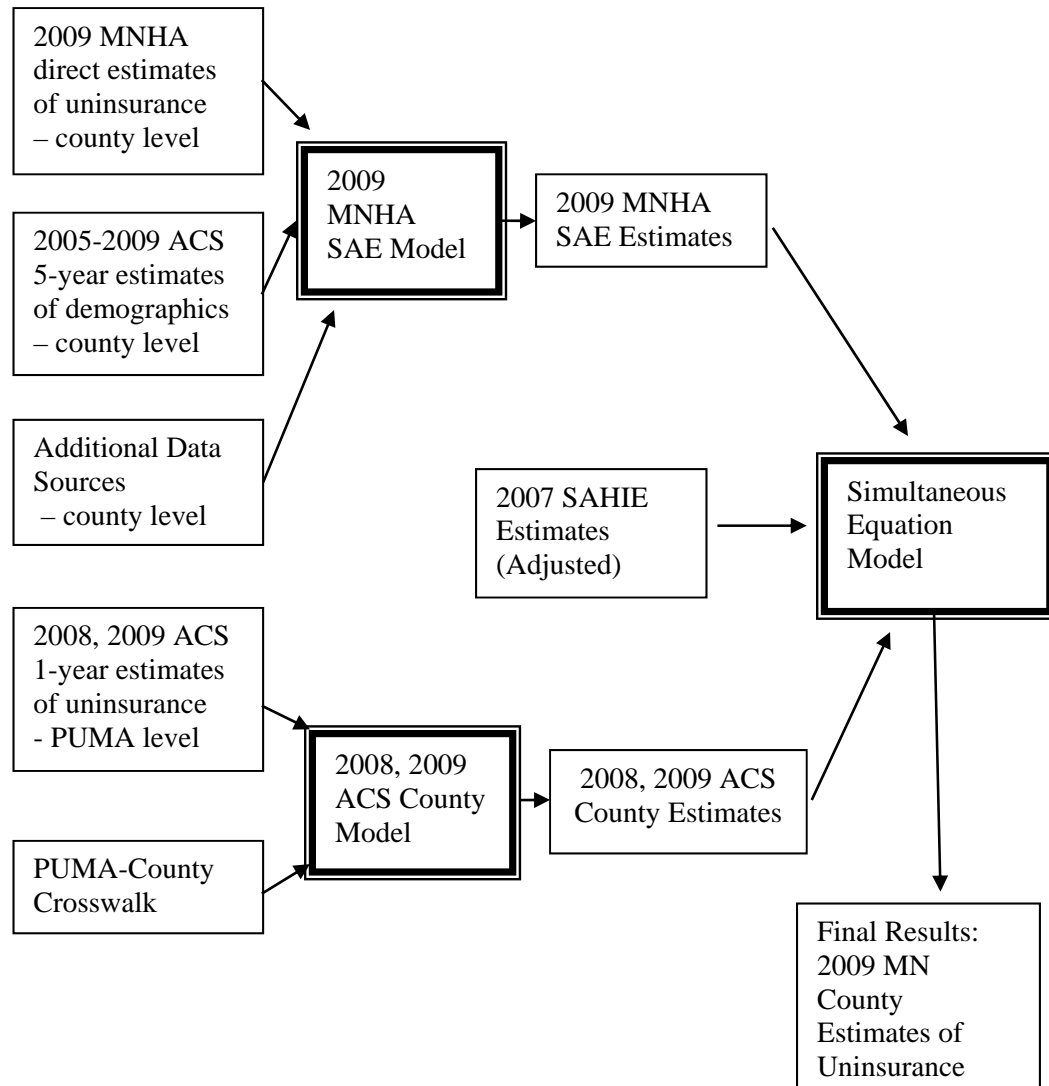 2009 MNHA
direct estimates
of uninsurance
– county level
2005-2009 ACS
5-year estimates
of demographics
– county level
Additional Data
Sources
– county level
2009
MNHA
SAE Model
2009 MNHA
SAE Estimates
2007 SAHIE
Estimates
(Adjusted)
Simultaneous
Equation
Model
2008, 2009 ACS
1-year estimates
of uninsurance
- PUMA level
PUMA-County
Crosswalk
2008, 2009
ACS County
Model
2008, 2009 ACS
County Estimates
Final Results:
2009 MN
County
Estimates of
Uninsurance